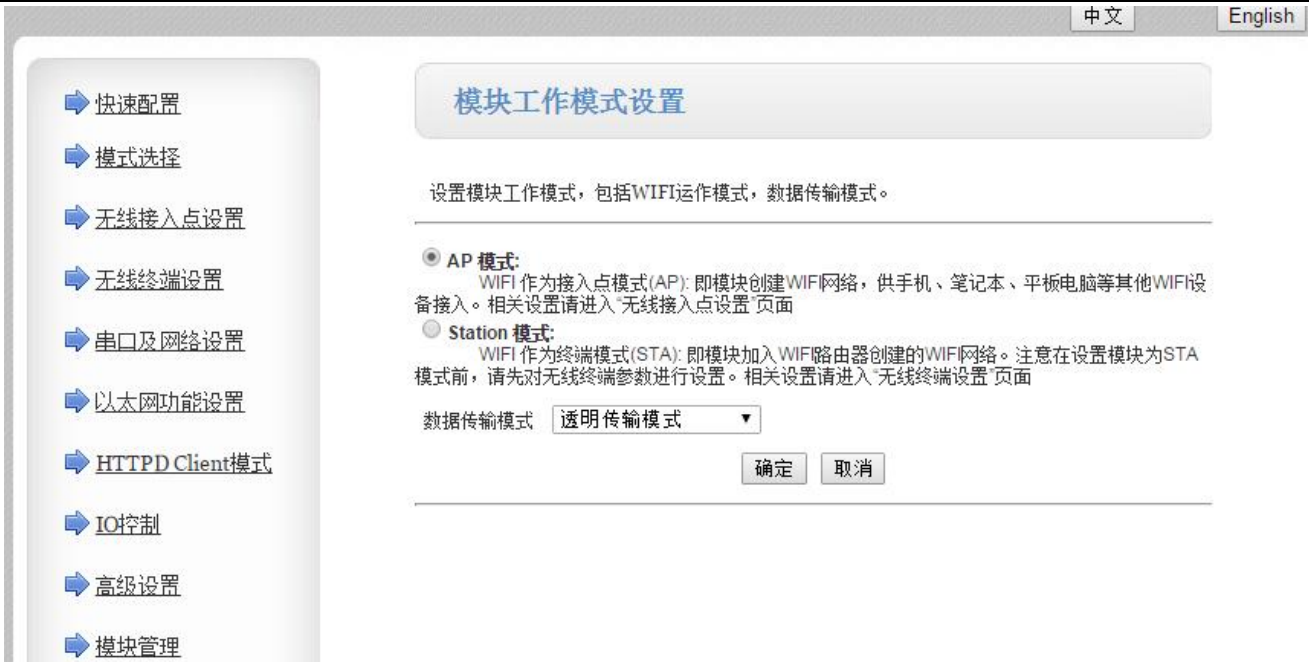 中文 English
快速配置
模式选择
无线接入点设置
无线终端设置
串口及网络设置
以太网功能设置
HTTPD Client模式
IO控制
高级设置
模块管理
模块工作模式设置
设置模块工作模式，包括WIFI运作模式，数据传输模式。
AP 模式:
WIFI 作为接入点模式(AP): 即模块创建WIFI网络，供手机、笔记本、平板电脑等其他WIFI设
备接入。相关设置请进入"无线接入点设置"页面
Station 模式:
WIFI 作为终端模式(STA): 即模块加入WIFI路由器创建的WIFI网络。注意在设置模块为STA
模式前，请先对无线终端参数进行设置。相关设置请进入"无线终端设置"页面
数据传输模式 透明传输模式
确定 取消